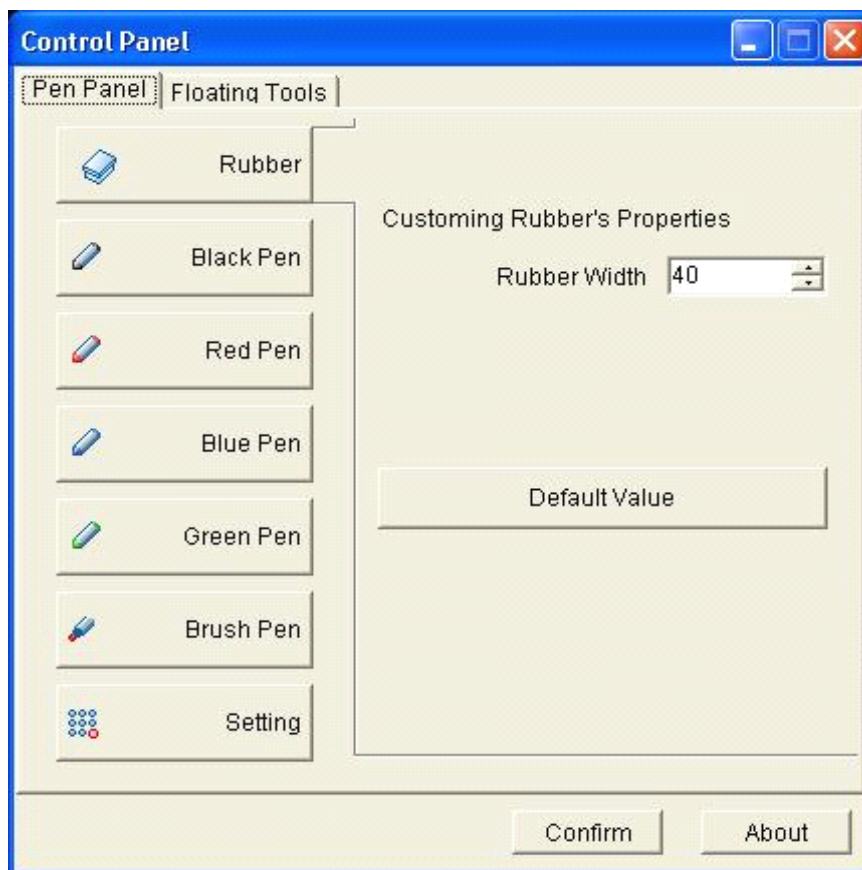 Control Panel
Pen Panel
Floating Tools
Rubber
Black Pen
Red Pen
Blue Pen
Green Pen
Brush Pen
Setting
Customing Rubber's Properties
Rubber Width 40
Default Value
Confirm
About